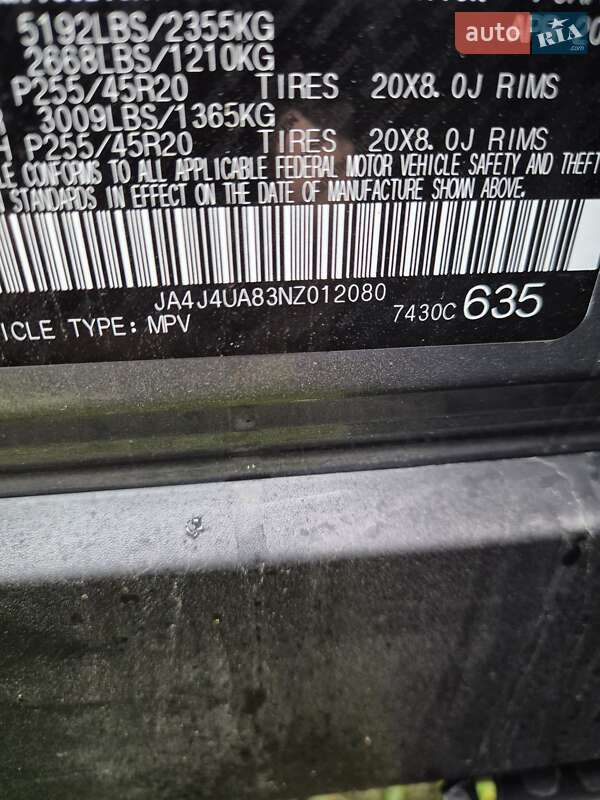 5192LBS/2355KG
2668LBS/1210KG
P255/45R20 TIRES 20X8.0J RIMS
3009LBS/1365KG
P255/45R20 TIRES 20X8.0J RIMS
CONFORMS TO ALL APPLICABLE FEDERAL MOTOR VEHICLE SAFETY AND THEFT
STANDARDS IN EFFECT ON THE DATE OF MANUFACTURE SHOWN ABOVE.
JA4J4UA83NZ012080 7430C 635
ICLE TYPE: MPV
auto RIA.com